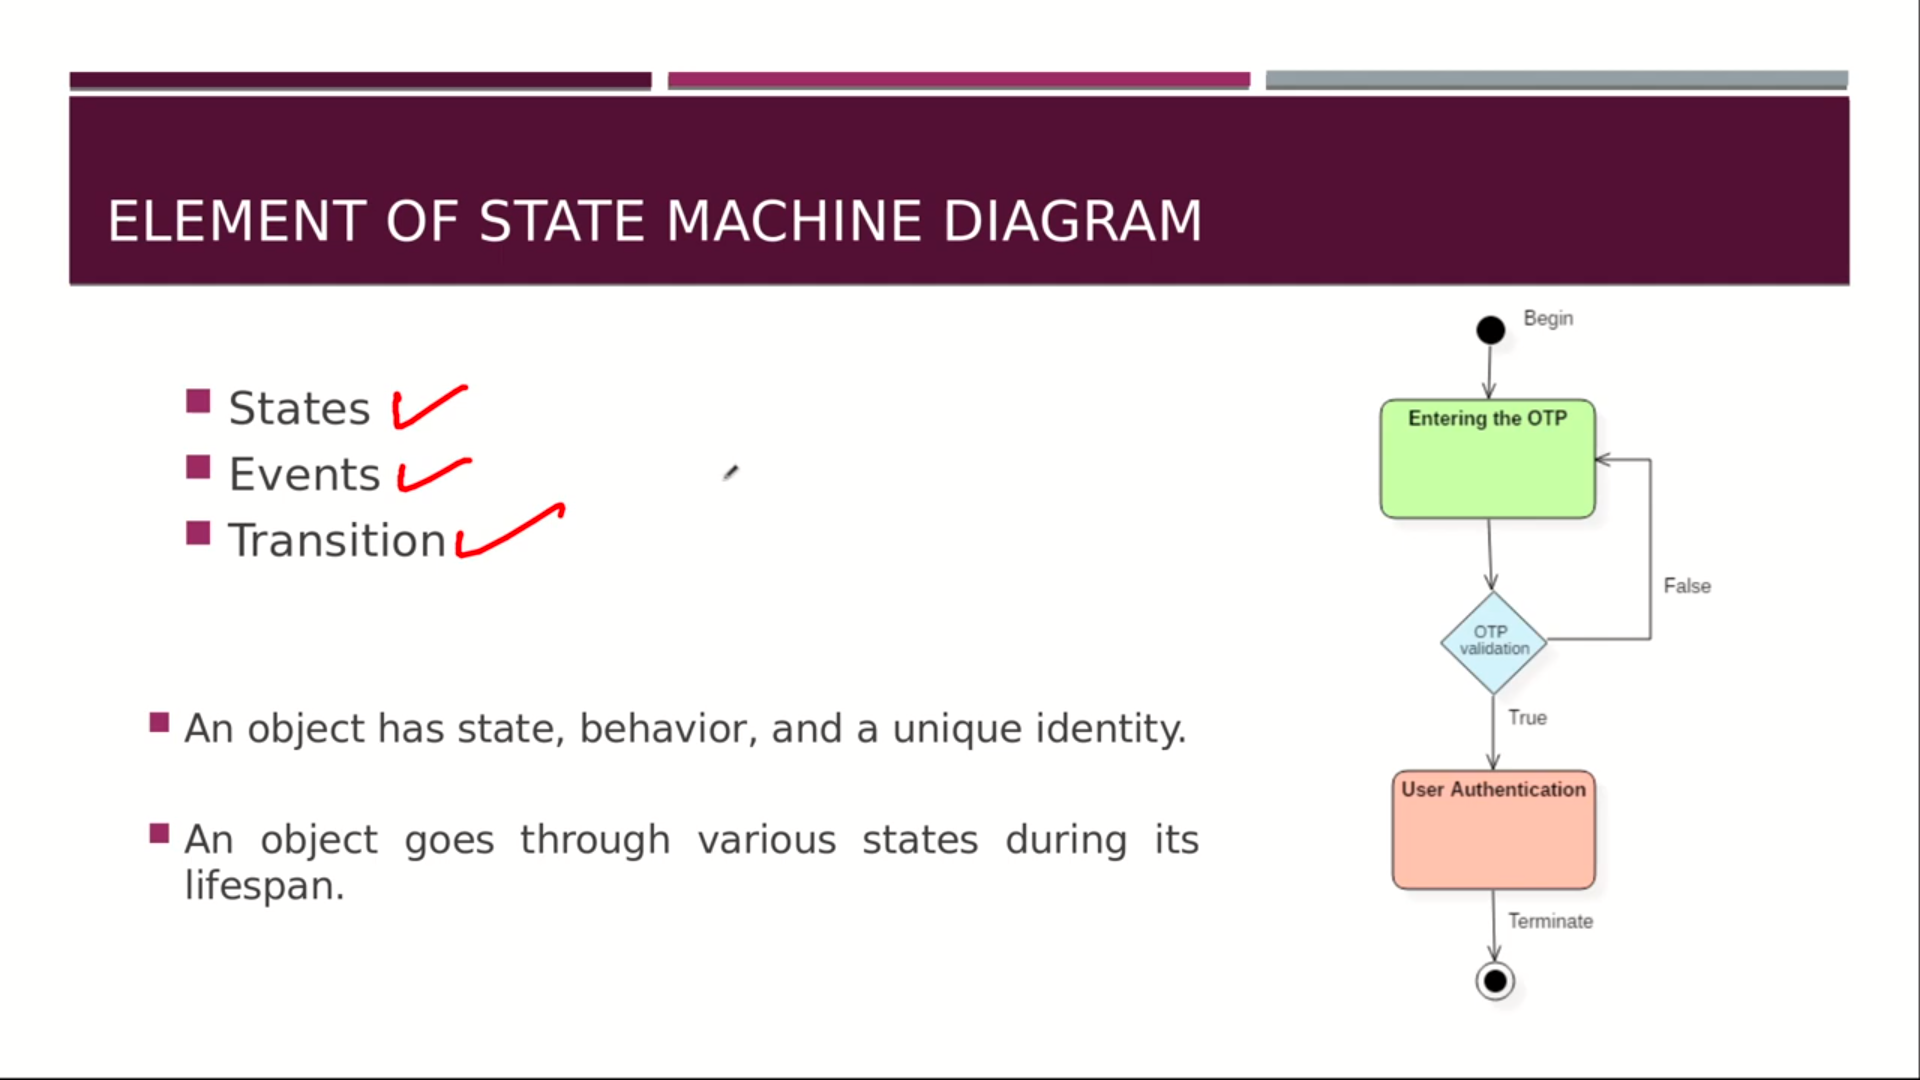 ELEMENT OF STATE MACHINE DIAGRAM
States
Events
Transition
An object has state, behavior, and a unique identity.
An object goes through various states during its
lifespan.
Begin
Entering the OTP
False
OTP
validation
True
User Authentication
Terminate